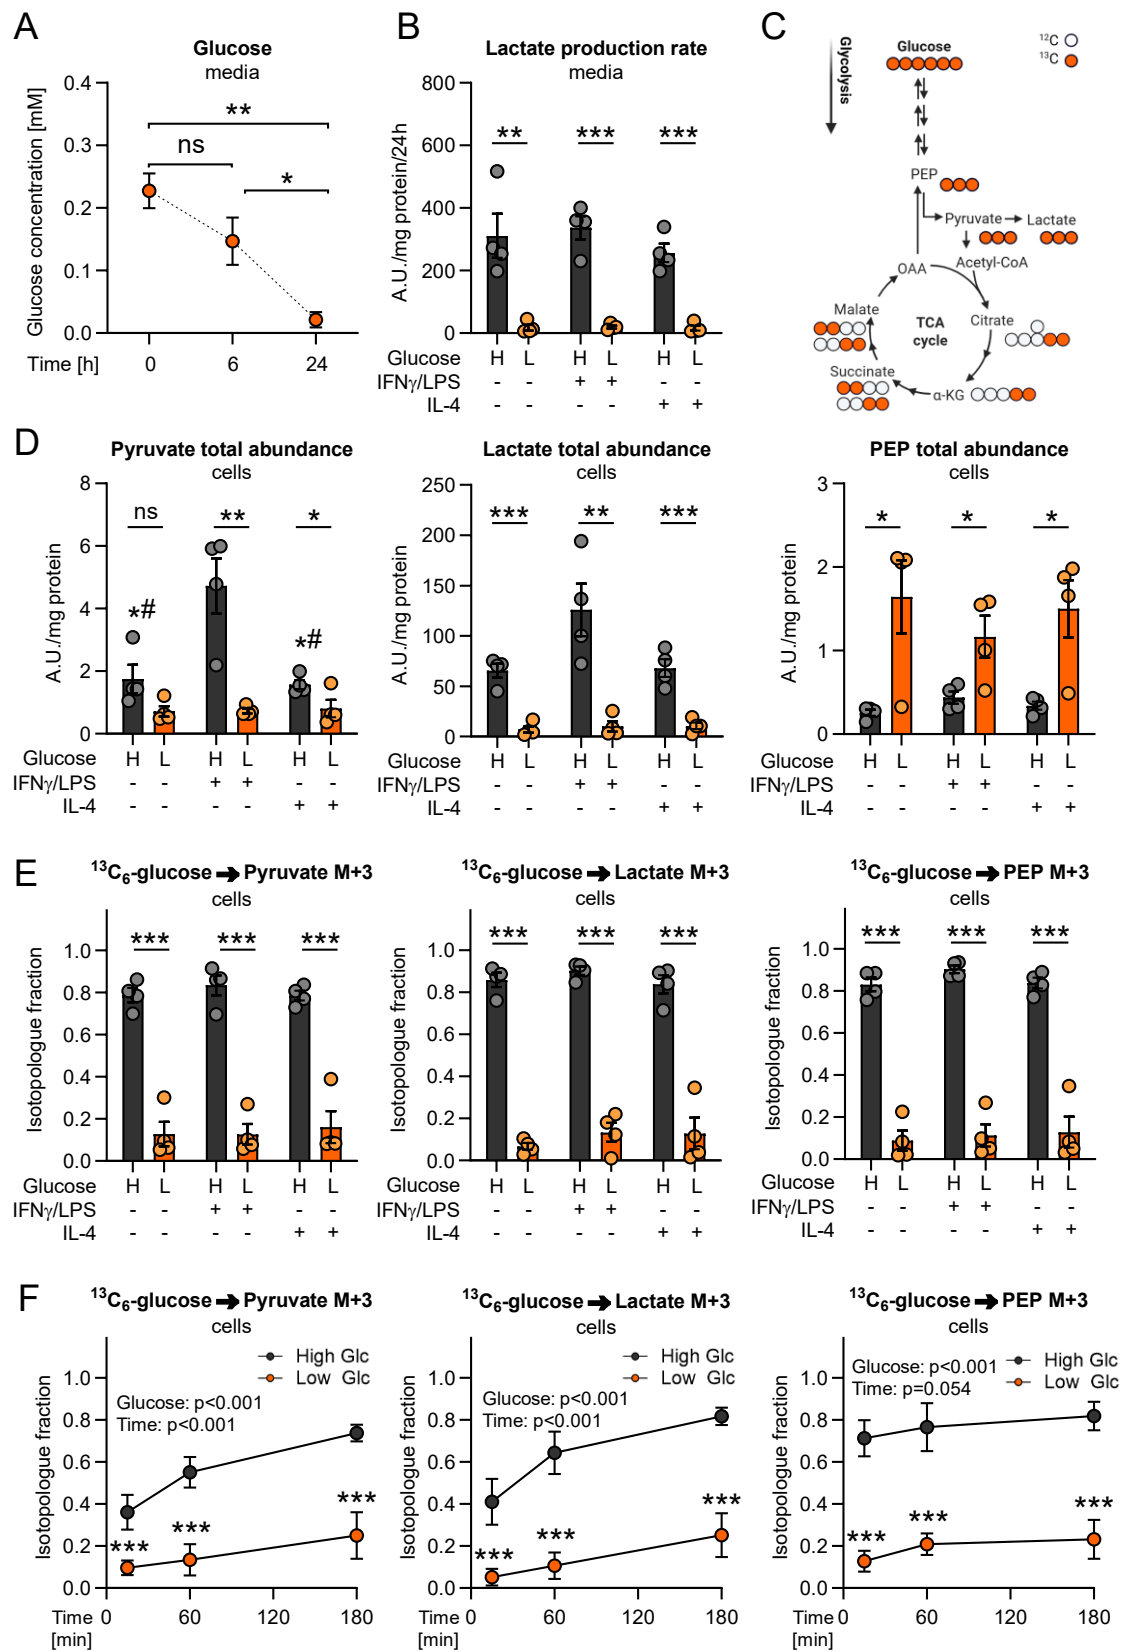 A
Glucose
media
Glucose concentration [mM]
0.4
0.3
0.2
0.1
0.0
**
ns
*
Time [h]
0
6
24
B
Lactate production rate
media
A.U./mg protein/24h
800
600
400
200
0
** *** ***
Glucose H L H L H L
IFNγ/LPS - - + + - -
IL-4 - - - - + +
C
Glycolysis
Glucose
¹²C
¹³C
PEP
Pyruvate
Lactate
Acetyl-CoA
OAA
Malate
Citrate
TCA
cycle
Succinate
α-KG
D
Pyruvate total abundance
cells
A.U./mg protein
8
6
4
2
0
ns ** *
*# *#
Glucose H L H L H L
IFNγ/LPS - - + + - -
IL-4 - - - - + +
Lactate total abundance
cells
A.U./mg protein
250
200
150
100
50
0
*** ** ***
Glucose H L H L H L
IFNγ/LPS - - + + - -
IL-4 - - - - + +
PEP total abundance
cells
A.U./mg protein
3
2
1
0
* * *
Glucose H L H L H L
IFNγ/LPS - - + + - -
IL-4 - - - - + +
E
¹³C₆-glucose ➔ Pyruvate M+3
cells
Isotopologue fraction
1.0
0.8
0.6
0.4
0.2
0.0
*** *** ***
Glucose H L H L H L
IFNγ/LPS - - + + - -
IL-4 - - - - + +
¹³C₆-glucose ➔ Lactate M+3
cells
Isotopologue fraction
1.0
0.8
0.6
0.4
0.2
0.0
*** *** ***
Glucose H L H L H L
IFNγ/LPS - - + + - -
IL-4 - - - - + +
¹³C₆-glucose ➔ PEP M+3
cells
Isotopologue fraction
1.0
0.8
0.6
0.4
0.2
0.0
*** *** ***
Glucose H L H L H L
IFNγ/LPS - - + + - -
IL-4 - - - - + +
F
¹³C₆-glucose ➔ Pyruvate M+3
cells
Isotopologue fraction
High Glc
Low Glc
Glucose: p<0.001
Time: p<0.001
1.0
0.8
0.6
0.4
0.2
0.0
*** *** ***
Time 0 60 120 180
[min]
¹³C₆-glucose ➔ Lactate M+3
cells
Isotopologue fraction
High Glc
Low Glc
Glucose: p<0.001
Time: p<0.001
1.0
0.8
0.6
0.4
0.2
0.0
*** *** ***
Time 0 60 120 180
[min]
¹³C₆-glucose ➔ PEP M+3
cells
Isotopologue fraction
High Glc
Low Glc
Glucose: p<0.001
Time: p=0.054
1.0
0.8
0.6
0.4
0.2
0.0
*** *** ***
Time 0 60 120 180
[min]